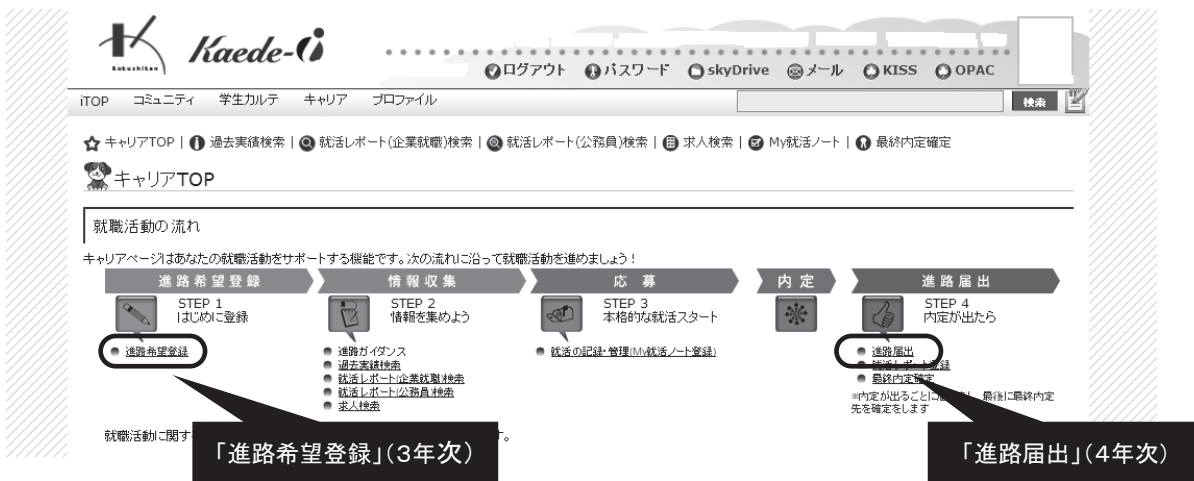 Kokushikan
Kaede-i
ログアウト パスワード skyDrive メール KISS OPAC
iTOP コミュニティ 学生カルテ キャリア プロファイル 検索
キャリアTOP | 過去実績検索 | 就活レポート(企業就職)検索 | 就活レポート(公務員)検索 | 求人検索 | My就活ノート | 最終内定確定
キャリアTOP
就職活動の流れ
キャリアページはあなたの就職活動をサポートする機能です。次の流れに沿って就職活動を進めましょう！
進路希望登録 情報収集 応募 内定 進路届出
STEP 1 はじめに登録
進路希望登録
STEP 2 情報を集めよう
進路ガイダンス
過去実績検索
就活レポート(企業就職)検索
就活レポート(公務員)検索
求人検索
STEP 3 本格的な就活スタート
就活の記録・管理(My就活ノート登録)
STEP 4 内定が出たら
進路届出
就活レポート登録
最終内定確定
※内定が出るごとに 最後に最終内定
先を確定をします
就職活動に関す す。
「進路希望登録」（3年次）
「進路届出」（4年次）